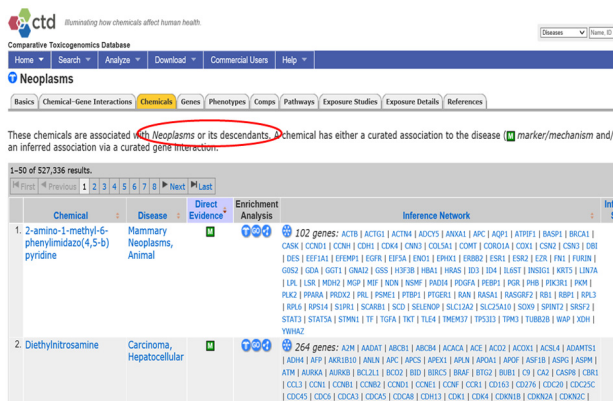 ctd Illuminating how chemicals affect human health.
Comparative Toxicogenomics Database
Diseases Name, ID
Home Search Analyze Download Commercial Users Help
Neoplasms
Basics Chemical-Gene Interactions Chemicals Genes Phenotypes Comps Pathways Exposure Studies Exposure Details References
These chemicals are associated with Neoplasms or its descendants. A chemical has either a curated association to the disease (M marker/mechanism and/
an inferred association via a curated gene interaction.
1–50 of 527,336 results.
First Previous 1 2 3 4 5 6 7 8 Next Last
Chemical Disease Direct Evidence Enrichment Analysis Inference Network
1. 2-amino-1-methyl-6-phenylimidazo(4,5-b)pyridine Mammary Neoplasms, Animal M 102 genes: ACTB | ACTG1 | ACTN4 | ADCY5 | ANXA1 | APC | AQP1 | ATPIF1 | BASP1 | BRCA1 |
CASK | CCND1 | CCNH | CDH1 | CDK4 | CNN3 | COL5A1 | COMT | CORO1A | COX1 | CSN2 | CSN3 | DBI
| DES | EEF1A1 | EFEMP1 | EGFR | EIF5A | ENO1 | EPHX1 | ERBB2 | ESR1 | ESR2 | EZR | FN1 | FURIN |
G0S2 | GDA | GGT1 | GNAI2 | GSS | H3F3B | HBA1 | HRAS | ID3 | ID4 | IL6ST | INSIG1 | KRT5 | LIN7A
| LPL | LSR | MDH2 | MGP | MIF | NDN | NSMF | PADI4 | PDGFA | PEBP1 | PGR | PHB | PIK3R1 | PKM |
PLK2 | PPARA | PRDX2 | PRL | PSME1 | PTBP1 | PTGER1 | RAN | RASA1 | RASGRF2 | RB1 | RBP1 | RPL3
| RPL6 | RPS14 | S1PR1 | SCARB1 | SCD | SELENOP | SLC12A2 | SLC25A10 | SOX9 | SPINT2 | SRSF2 |
STAT3 | STAT5A | STMN1 | TF | TGFA | TKT | TLE4 | TMEM37 | TP53I3 | TPM3 | TUBB2B | WAP | XDH |
YWHAZ
2. Diethylnitrosamine Carcinoma, Hepatocellular M 264 genes: A2M | AADAT | ABCB1 | ABCB4 | ACACA | ACE | ACO2 | ACOX1 | ACSL4 | ADAMTS1
| ADH4 | AFP | AKR1B10 | ANLN | APC | APCS | APEX1 | APLN | APOA1 | APOF | ASF1B | ASPG | ASPM |
ATM | AURKA | AURKB | BCL2L1 | BCO2 | BID | BIRC5 | BRAF | BTG2 | BUB1 | C9 | CA2 | CASP8 | CBR1
| CCL3 | CCN1 | CCNB1 | CCNB2 | CCND1 | CCNE1 | CCNF | CCR1 | CD163 | CD276 | CDC20 | CDC25C
| CDC45 | CDC6 | CDCA3 | CDCA5 | CDCA8 | CDH13 | CDK1 | CDK4 | CDKN1B | CDKN2A | CDKN2C |